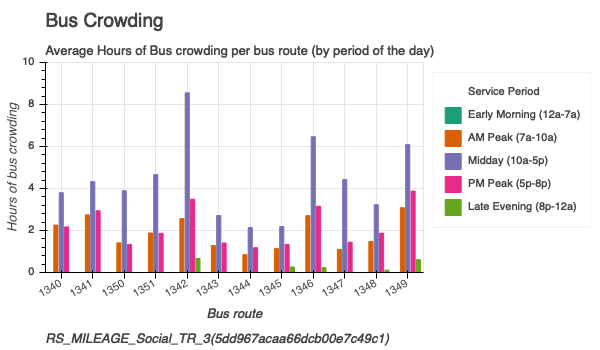 Bus Crowding
Average Hours of Bus crowding per bus route (by period of the day)
Hours of bus crowding
10
8
6
4
2
0
1340 1341 1350 1351 1342 1343 1344 1345 1346 1347 1348 1349
Bus route
Service Period
Early Morning (12a-7a)
AM Peak (7a-10a)
Midday (10a-5p)
PM Peak (5p-8p)
Late Evening (8p-12a)
RS_MILEAGE_Social_TR_3(5dd967acaa66dcb00e7c49c1)